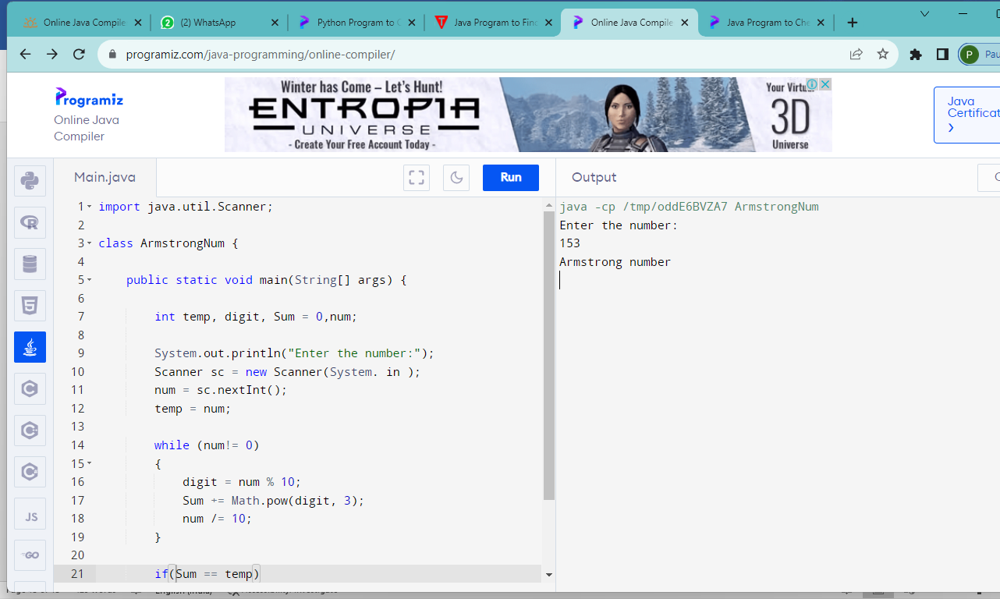 Online Java Compile
(2) WhatsApp
Python Program to C
Java Program to Find
Online Java Compile
Java Program to Che
programiz.com/java-programming/online-compiler/
P
Pau
Programiz
Online Java
Compiler
Winter has Come – Let's Hunt!
ENTROPIA
UNIVERSE
- Create Your Free Account Today -
Your Virtu
3D
Universe
Java
Certificat
Main.java
Run
Output
C
1 import java.util.Scanner;
2
3 class ArmstrongNum {
4
5 public static void main(String[] args) {
6
7 int temp, digit, Sum = 0,num;
8
9 System.out.println("Enter the number:");
10 Scanner sc = new Scanner(System. in );
11 num = sc.nextInt();
12 temp = num;
13
14 while (num!= 0)
15 {
16 digit = num % 10;
17 Sum += Math.pow(digit, 3);
18 num /= 10;
19 }
20
21 if(Sum == temp)
java -cp /tmp/oddE6BVZA7 ArmstrongNum
Enter the number:
153
Armstrong number
JS
GO
English (India)